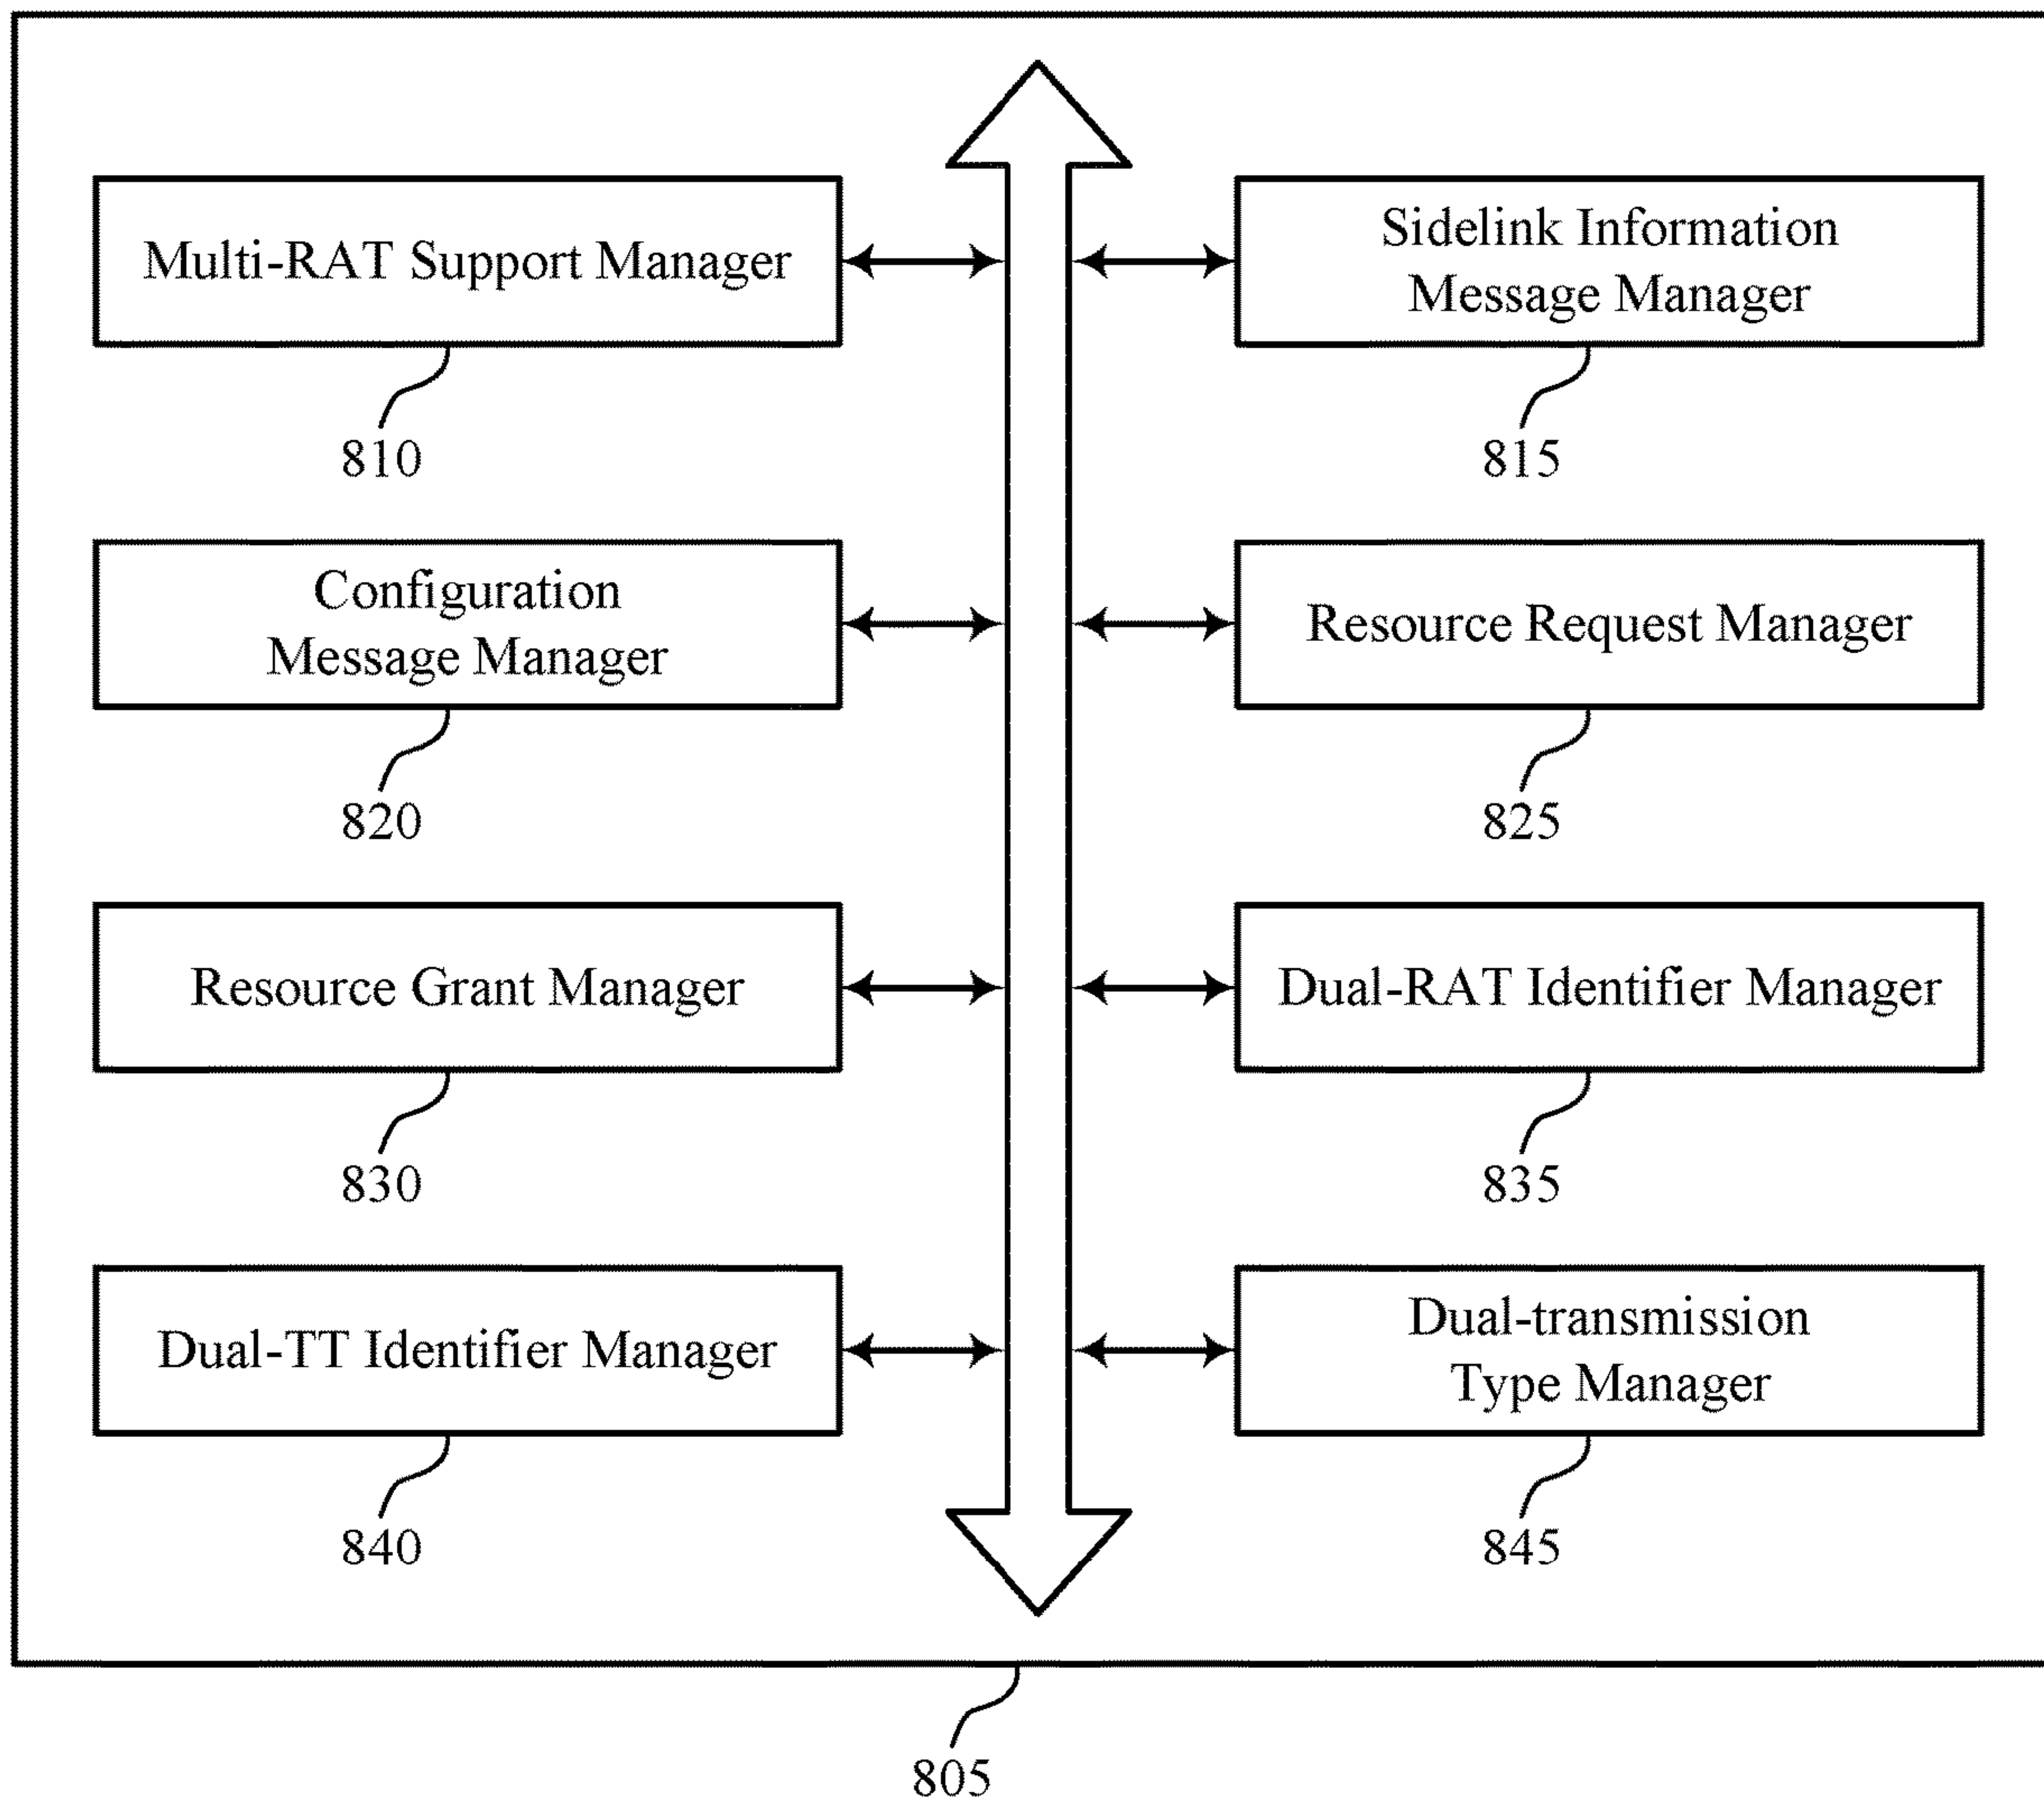 Multi-RAT Support Manager
810
Sidelink Information
Message Manager
815
Configuration
Message Manager
820
Resource Request Manager
825
Resource Grant Manager
830
Dual-RAT Identifier Manager
835
Dual-TT Identifier Manager
840
Dual-transmission
Type Manager
845
805